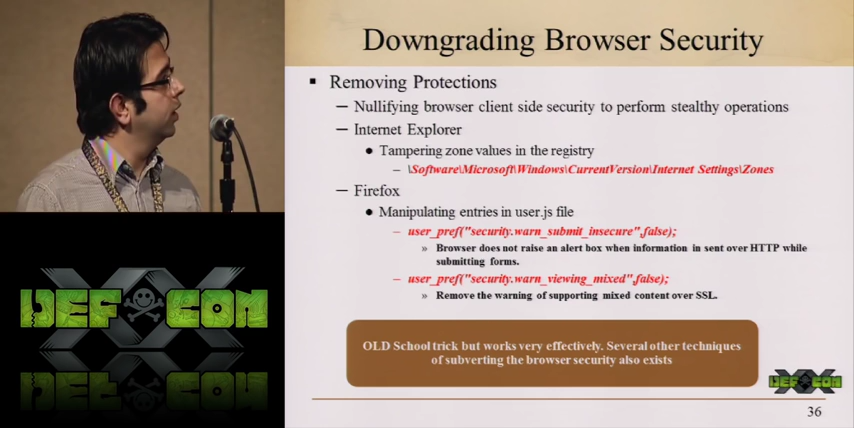 Downgrading Browser Security
▪ Removing Protections
– Nullifying browser client side security to perform stealthy operations
– Internet Explorer
• Tampering zone values in the registry
– \Software\Microsoft\Windows\CurrentVersion\Internet Settings\Zones
– Firefox
• Manipulating entries in user.js file
– user_pref("security.warn_submit_insecure",false);
» Browser does not raise an alert box when information in sent over HTTP while
submitting forms.
– user_pref("security.warn_viewing_mixed",false);
» Remove the warning of supporting mixed content over SSL.
OLD School trick but works very effectively. Several other techniques
of subverting the browser security also exists
DEFCON
36
XX
DEFCON